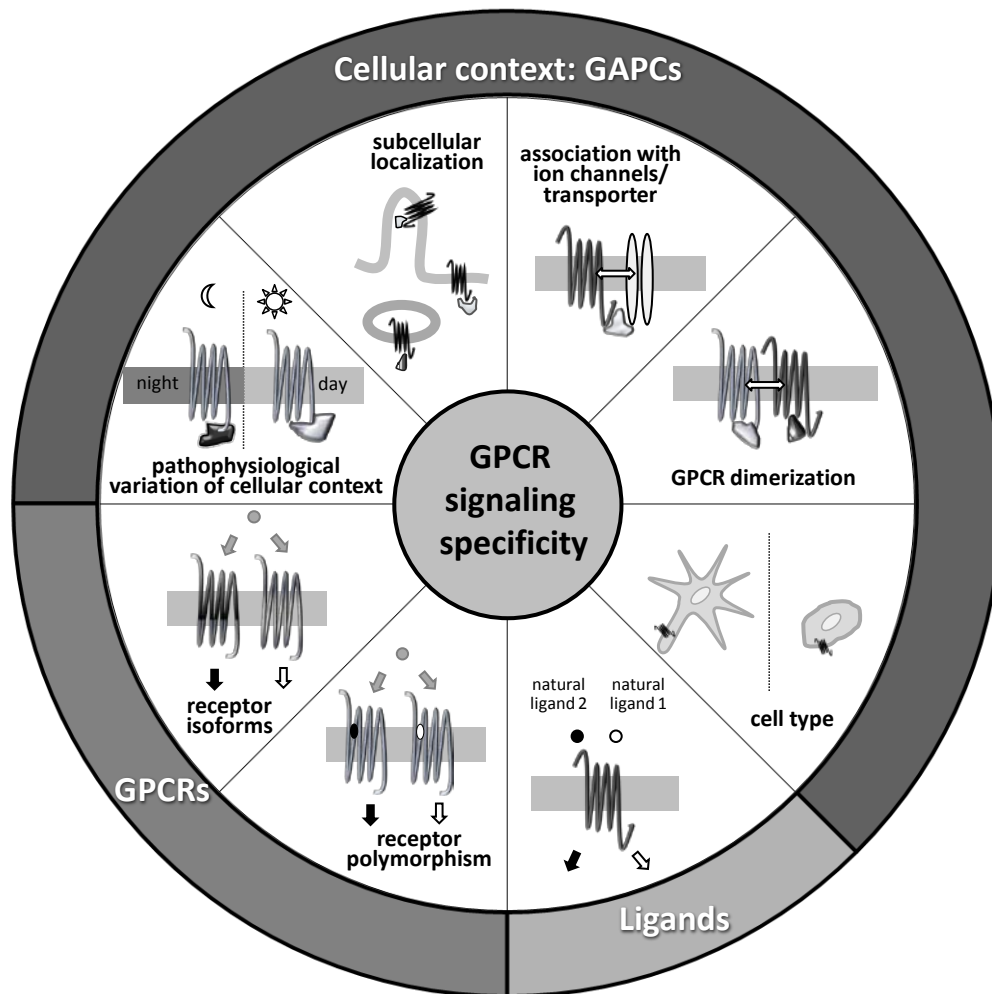 Cellular context: GAPCs
subcellular
localization
association with
ion channels/
transporter
night
day
pathophysiological
variation of cellular context
GPCR
signaling
specificity
GPCR dimerization
receptor
isoforms
natural
ligand 2
natural
ligand 1
cell type
receptor
polymorphism
GPCRs
Ligands